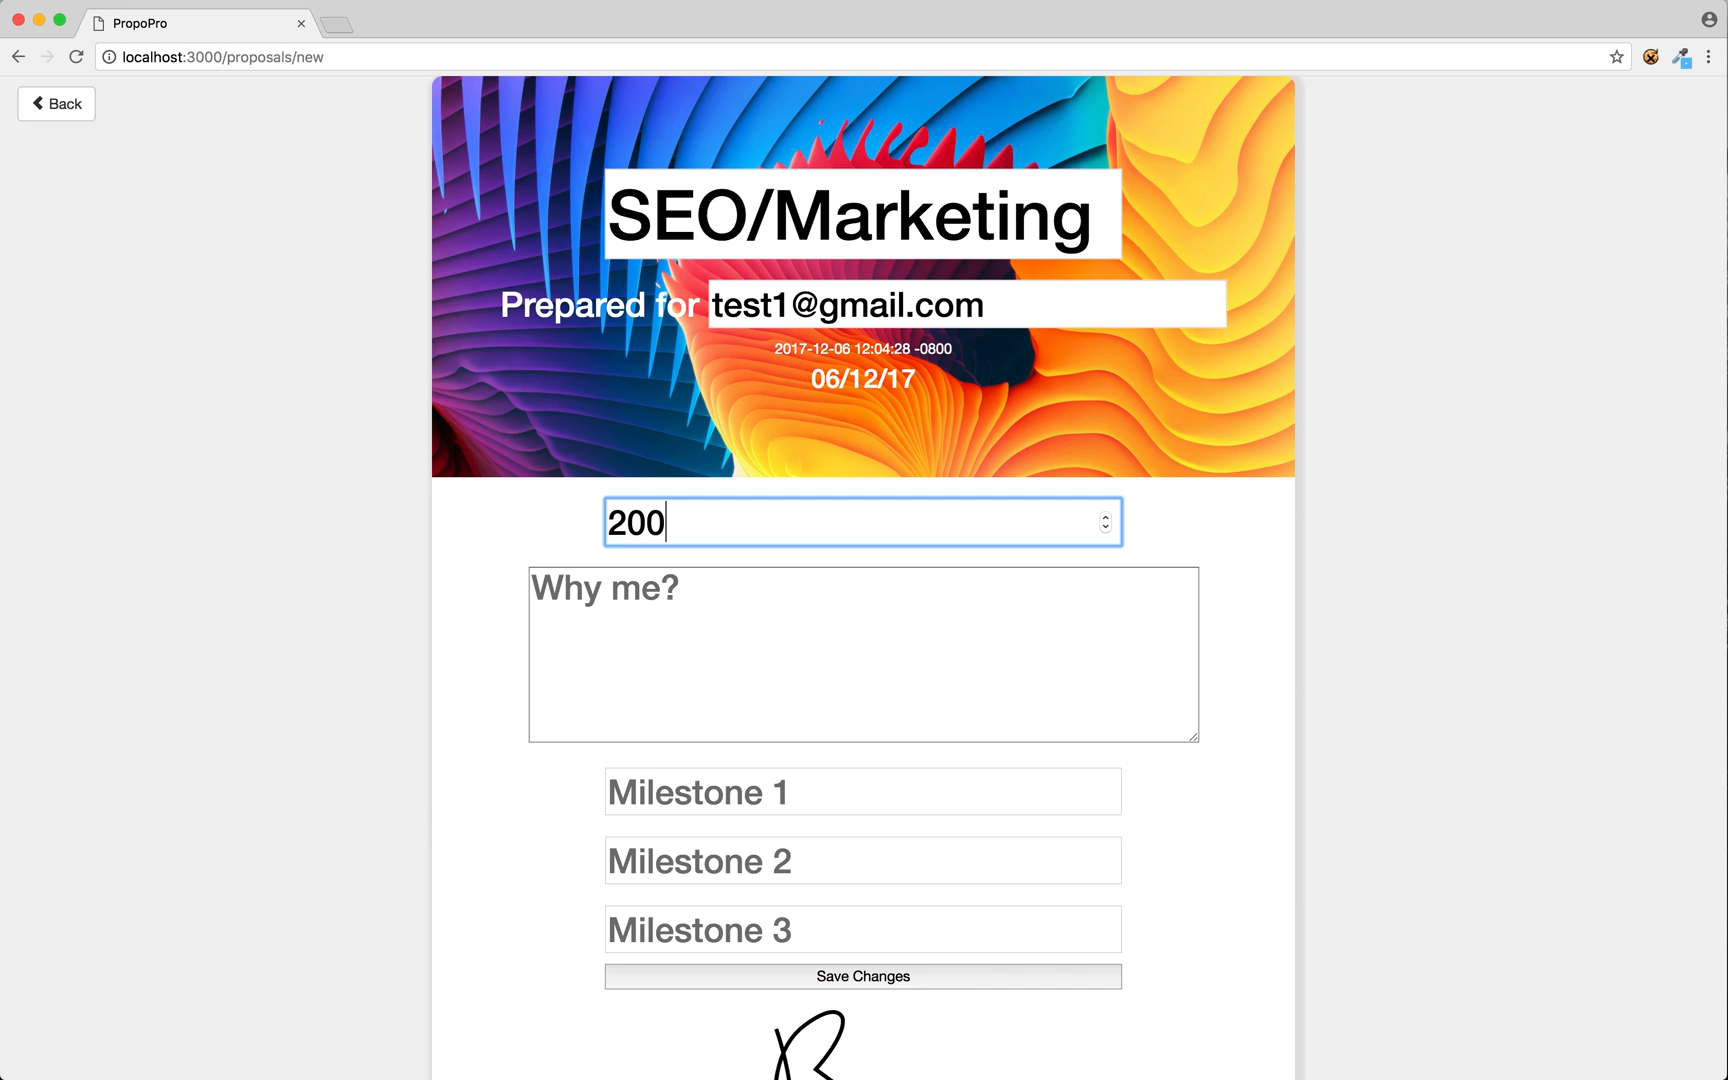 PropoPro
localhost:3000/proposals/new
Back
SEO/Marketing
Prepared for test1@gmail.com
2017-12-06 12:04:28 -0800
06/12/17
200
Why me?
Milestone 1
Milestone 2
Milestone 3
Save Changes